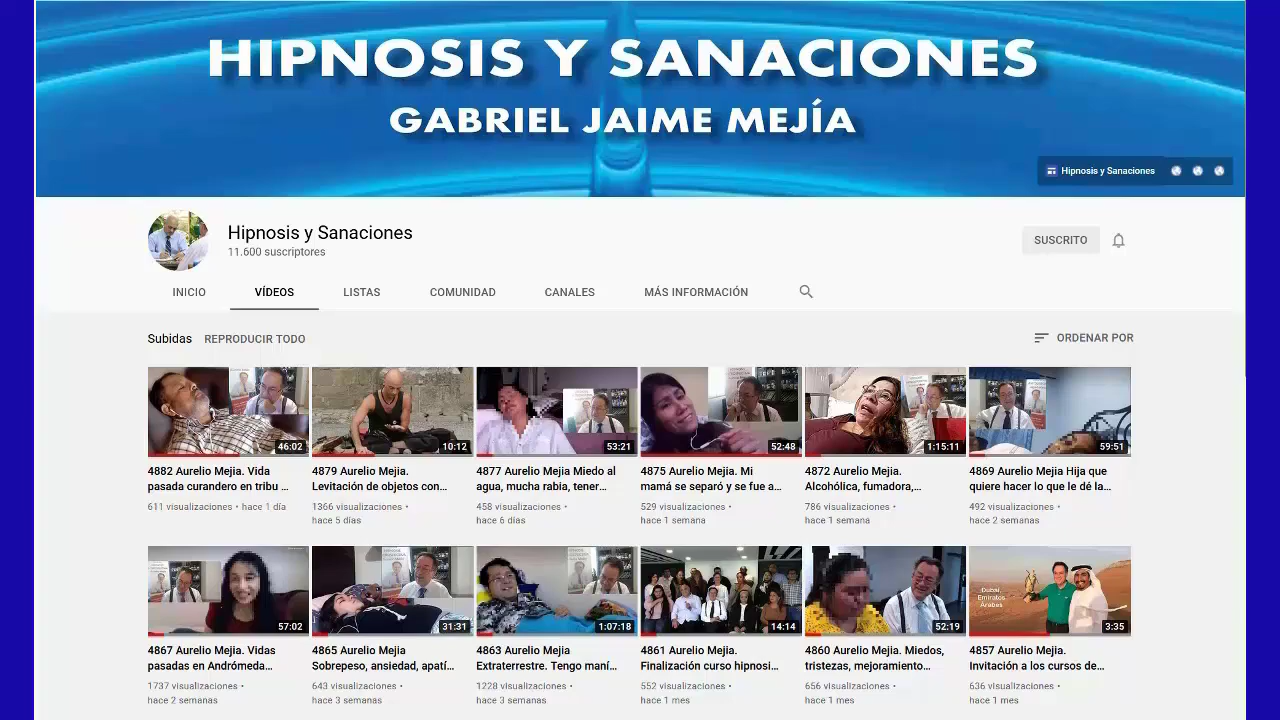 HIPNOSIS Y SANACIONES
GABRIEL JAIME MEJÍA
Hipnosis y Sanaciones
Hipnosis y Sanaciones
11.600 suscriptores
SUSCRITO
INICIO VÍDEOS LISTAS COMUNIDAD CANALES MÁS INFORMACIÓN
Subidas REPRODUCIR TODO ORDENAR POR
46:02
4882 Aurelio Mejia. Vida
pasada curandero en tribu ...
611 visualizaciones • hace 1 día
10:12
4879 Aurelio Mejia.
Levitación de objetos con...
1366 visualizaciones •
hace 5 días
53:21
4877 Aurelio Mejia Miedo al
agua, mucha rabia, tener...
458 visualizaciones •
hace 6 días
52:48
4875 Aurelio Mejia. Mi
mamá se separó y se fue a...
529 visualizaciones •
hace 1 semana
1:15:11
4872 Aurelio Mejia.
Alcohólica, fumadora,...
786 visualizaciones •
hace 1 semana
59:51
4869 Aurelio Mejia Hija que
quiere hacer lo que le dé la...
492 visualizaciones •
hace 2 semanas
57:02
4867 Aurelio Mejia. Vidas
pasadas en Andrómeda...
1737 visualizaciones •
hace 2 semanas
31:31
4865 Aurelio Mejia
Sobrepeso, ansiedad, apatí...
643 visualizaciones •
hace 3 semanas
1:07:18
4863 Aurelio Mejia
Extraterrestre. Tengo maní...
1228 visualizaciones •
hace 3 semanas
14:14
4861 Aurelio Mejia.
Finalización curso hipnosi...
552 visualizaciones •
hace 1 mes
52:19
4860 Aurelio Mejia. Miedos,
tristezas, mejoramiento...
656 visualizaciones •
hace 1 mes
Dubai,
Emiratos
Árabes
3:35
4857 Aurelio Mejia.
Invitación a los cursos de...
636 visualizaciones •
hace 1 mes